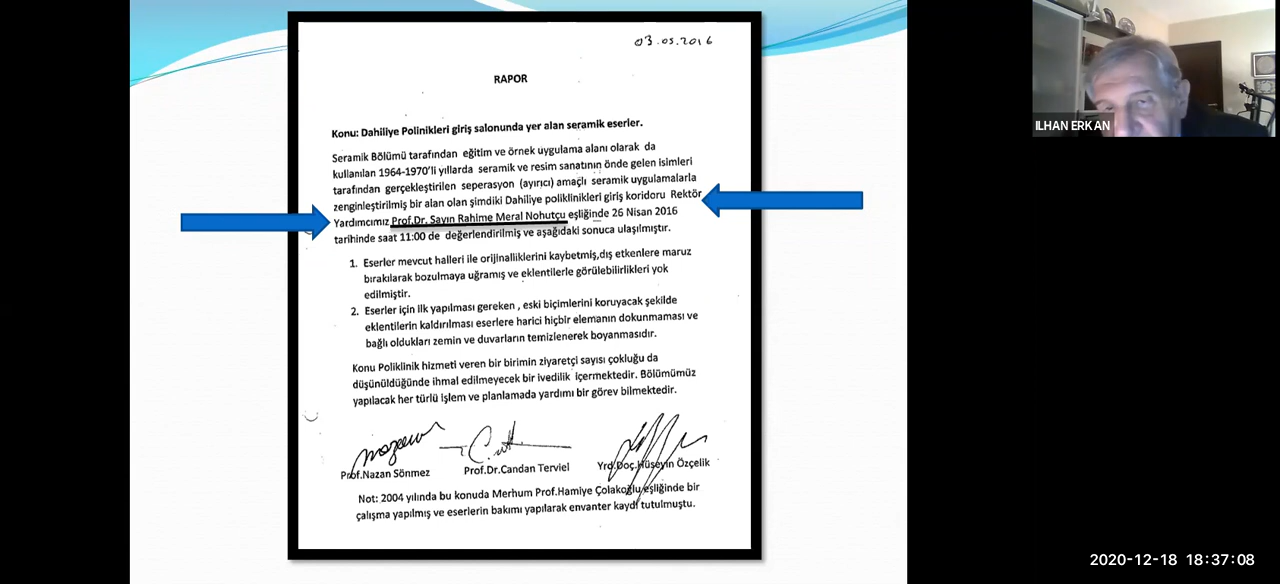 03.05.2016
RAPOR
Konu: Dahiliye Polinikleri giriş salonunda yer alan seramik eserler.
Seramik Bölümü tarafından eğitim ve örnek uygulama alanı olarak da
kullanılan 1964-1970'li yıllarda seramik ve resim sanatının önde gelen isimleri
tarafından gerçekleştirilen seperasyon (ayırıcı) amaçlı seramik uygulamalarla
zenginleştirilmiş bir alan olan şimdiki Dahiliye poliklinikleri giriş koridoru Rektör
Yardımcımız Prof.Dr. Sayın Rahime Meral Nohutçu eşliğinde 26 Nisan 2016
tarihinde saat 11:00 de değerlendirilmiş ve aşağıdaki sonuca ulaşılmıştır.
1. Eserler mevcut halleri ile orijinalliklerini kaybetmiş,dış etkenlere maruz
bırakılarak bozulmaya uğramış ve eklentilerle görülebilirlikleri yok
edilmiştir.
2. Eserler için ilk yapılması gereken , eski biçimlerini koruyacak şekilde
eklentilerin kaldırılması eserlere harici hiçbir elemanın dokunmaması ve
bağlı oldukları zemin ve duvarların temizlenerek boyanmasıdır.
Konu Poliklinik hizmeti veren bir birimin ziyaretçi sayısı çokluğu da
düşünüldüğünde ihmal edilmeyecek bir ivedilik içermektedir. Bölümümüz
yapılacak her türlü işlem ve planlamada yardımı bir görev bilmektedir.
Prof.Nazan Sönmez Prof.Dr.Candan Terviel Yrd.Doç.Hüseyin Özçelik
Not: 2004 yılında bu konuda Merhum Prof.Hamiye Çolakoğlu eşliğinde bir
çalışma yapılmış ve eserlerin bakımı yapılarak envanter kaydı tutulmuştu.
ILHAN ERKAN
2020-12-18 18:37:08